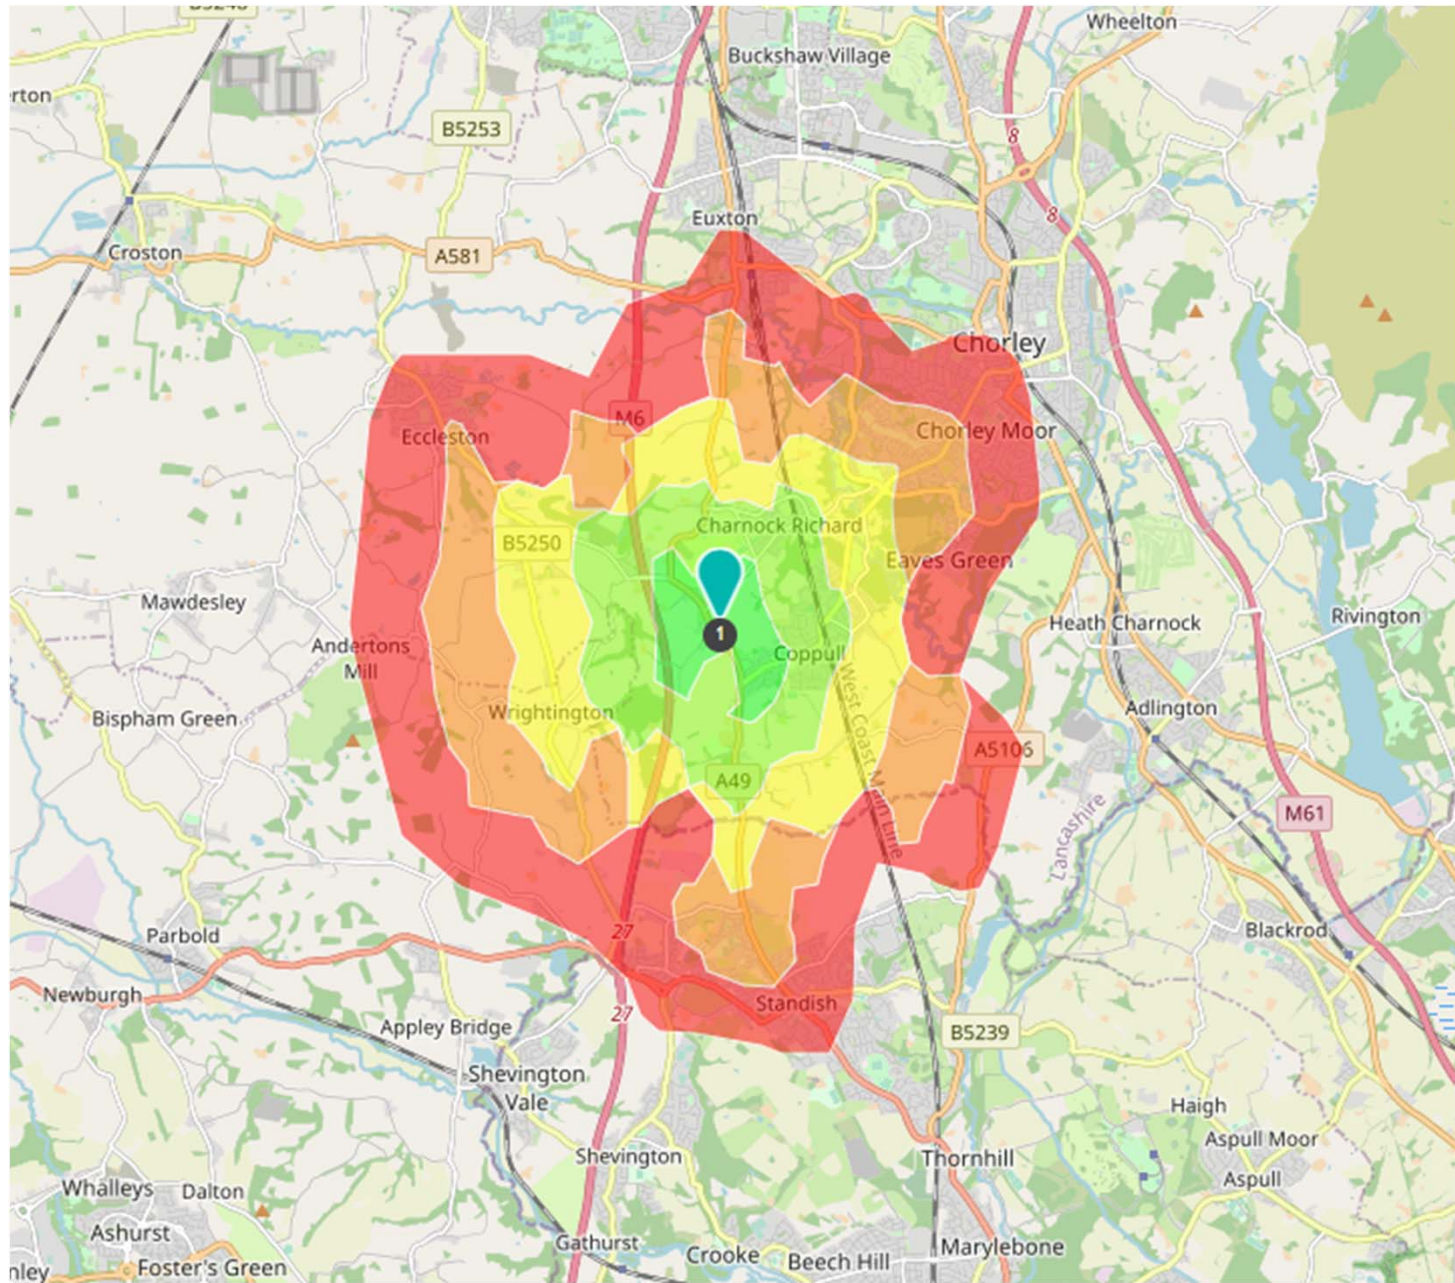 B5248
Wheelton
Buckshaw Village
erton
B5253
8
8
Euxton
Croston
A581
Chorley
M6
Eccleston
Chorley Moor
Charnock Richard
B5250
Eaves Green
Mawdesley
Rivington
Heath Charnock
1
Andertons
Mill
Coppull
West Coast Main Line
Wrightington
Bispham Green
Adlington
A5106
A49
M61
Lancashire
27
Parbold
Blackrod
Newburgh
Standish
27
Appley Bridge
B5239
Shevington
Vale
Haigh
Aspull Moor
Shevington
Thornhill
Aspull
Whalleys
Dalton
Ashurst
Gathurst
Crooke
Beech Hill
Marylebone
nley
Foster's Green